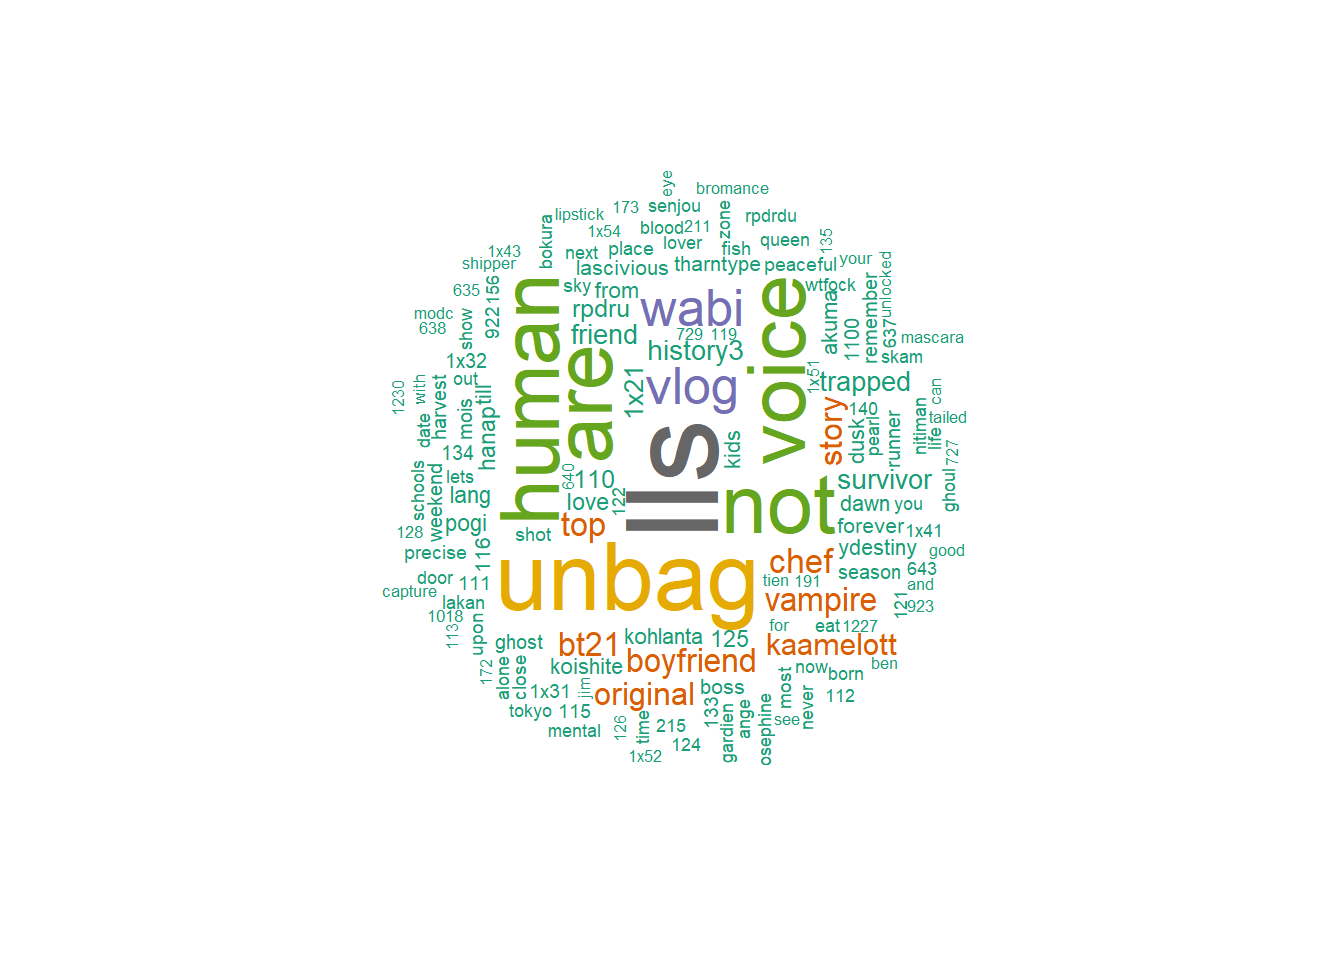 eye
bromance
lipstick
173
senjou
zone
rpdrdu
1x54
blood
211
queen
135
bokura
1x43
next
place
lover
fish
your
shipper
lascivious
tharntype
peaceful
unlocked
635
156
sky
from
wabi
voice
wtfock
akuma
remember
modc
638
show
922
human
rpdru
friend
are
729
119
history3
1100
637
mascara
skam
1x32
out
till
1x21
vlog
1x51
trapped
can
1230
with
harvest
mois
hanap
lls
kids
story
140
dusk
pearl
runner
nitiman
life
tailed
date
134
727
schools
weekend
lets
lang
640
110
122
love
not
survivor
dawn
you
ghoul
128
pogi
shot
top
forever
1x41
precise
116
unbag
chef
ydestiny
good
door
111
tien
191
season
643
and
capture
lakan
vampire
121
923
1018
113
upon
ghost
bt21
kohlanta
125
for
eat
1227
kaamelott
172
alone
close
koishite
boyfriend
now
born
ben
1x31
jim
original
boss
most
112
tokyo
115
133
ange
see
never
mental
126
time
215
gardien
osephine
124
1x52